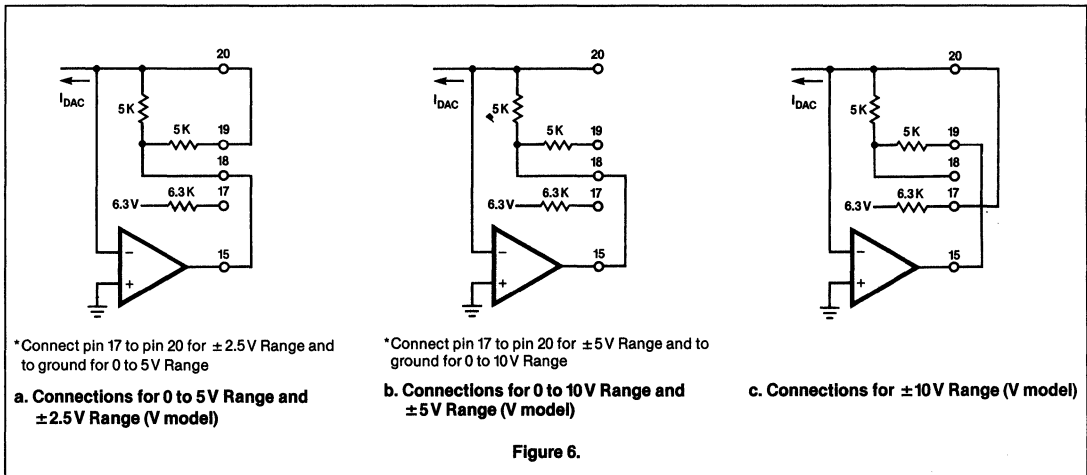 20
I_DAC
5K
5K
19
18
6.3V
6.3K
17
−
+
15
*Connect pin 17 to pin 20 for ±2.5V Range and
to ground for 0 to 5V Range
a. Connections for 0 to 5V Range and
±2.5V Range (V model)
20
I_DAC
5K
5K
19
18
6.3V
6.3K
17
−
+
15
*Connect pin 17 to pin 20 for ±5V Range and to
ground for 0 to 10V Range
b. Connections for 0 to 10V Range and
±5V Range (V model)
20
I_DAC
5K
5K
19
18
6.3V
6.3K
17
−
+
15
c. Connections for ±10V Range (V model)
Figure 6.